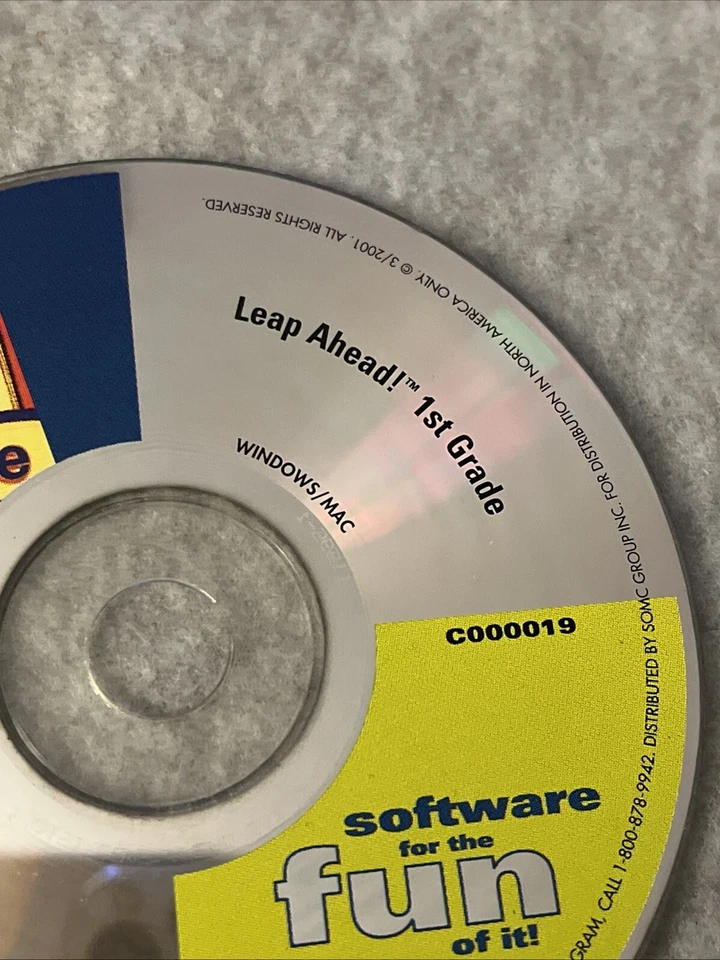 Leap Ahead!™ 1st Grade
WINDOWS/MAC
C000019
software
for the
fun
of it!
GRAM, CALL 1-800-878-9942. DISTRIBUTED BY SOMC GROUP INC. FOR DISTRIBUTION IN NORTH AMERICA ONLY. © 3/2001. ALL RIGHTS RESERVED.
e